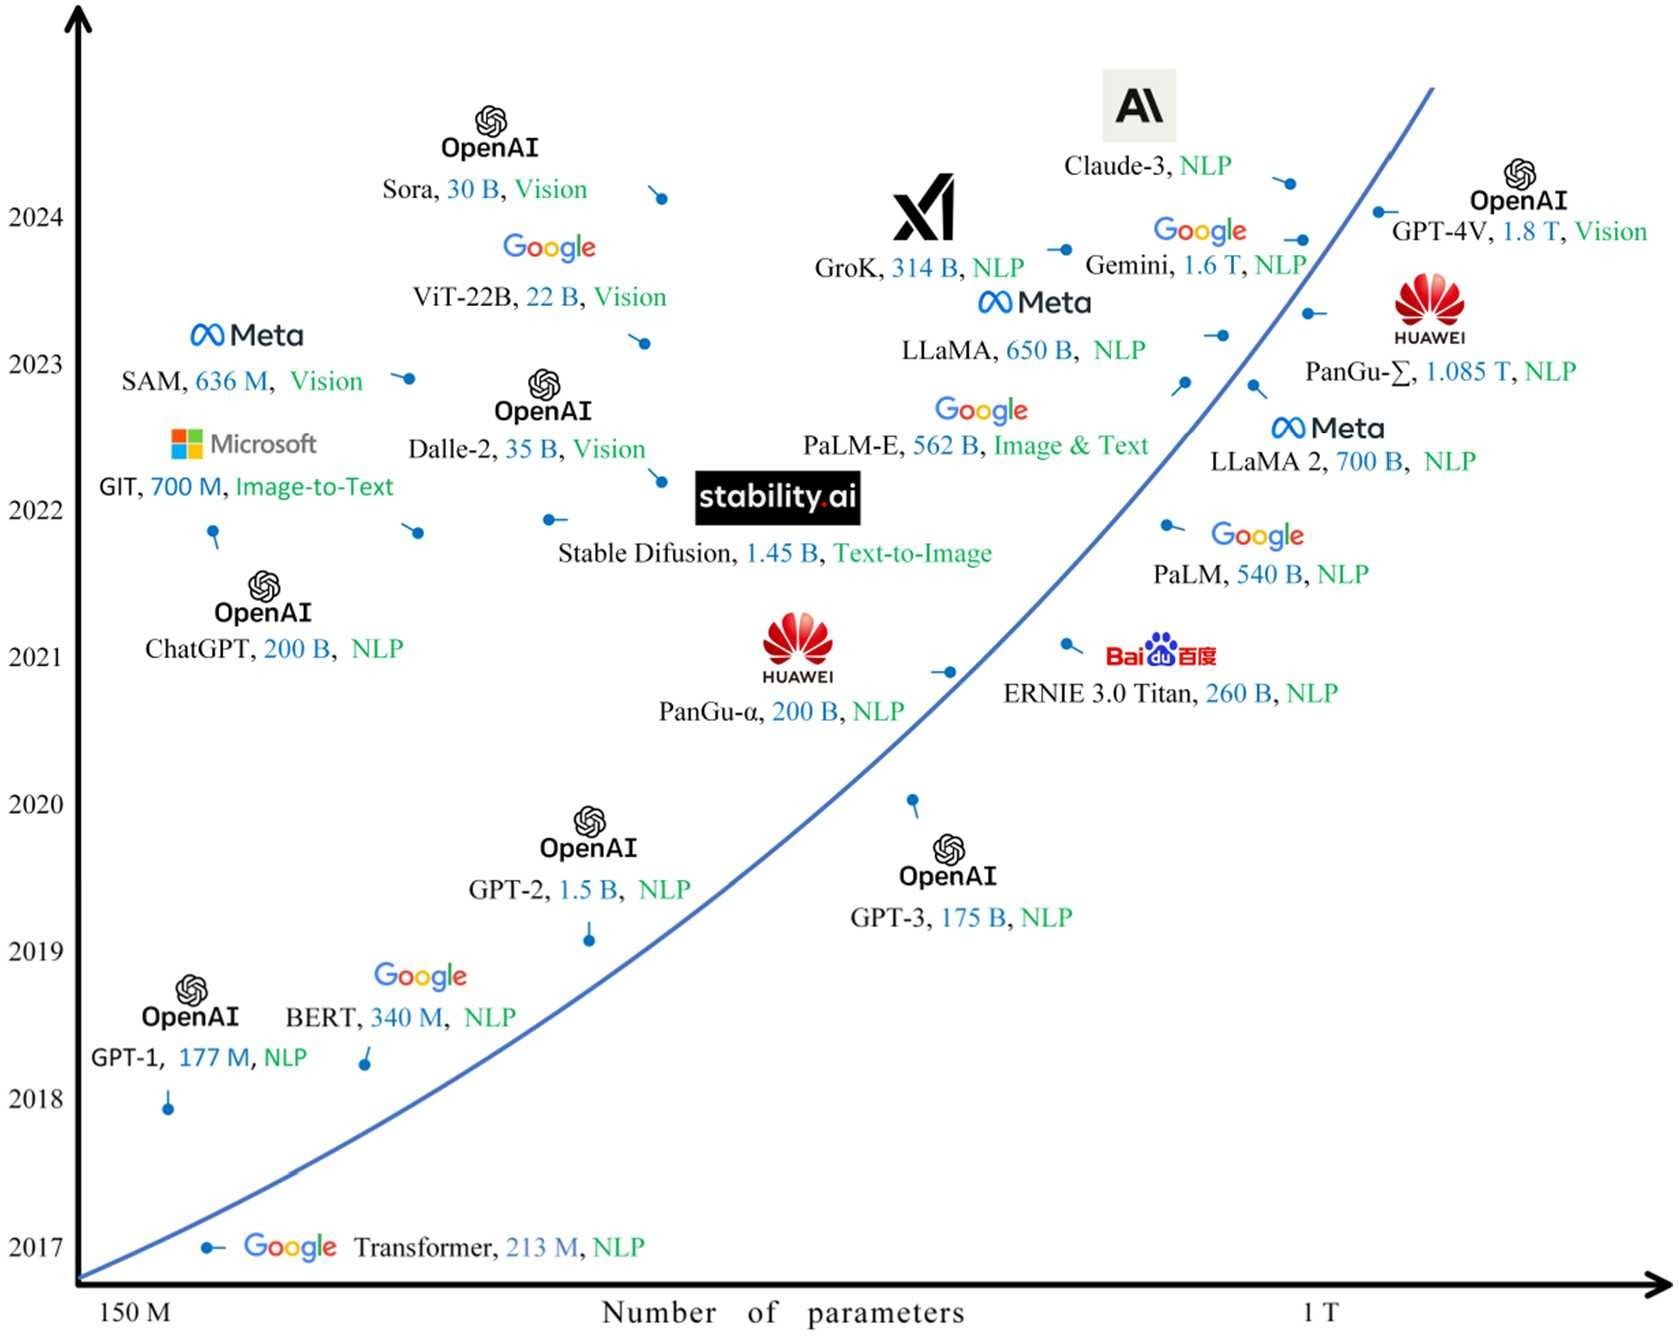 OpenAI
Sora, 30 B, Vision
Google
ViT-22B, 22 B, Vision
Meta
SAM, 636 M, Vision
OpenAI
Dalle-2, 35 B, Vision
Microsoft
GIT, 700 M, Image-to-Text
stability.ai
Stable Difusion, 1.45 B, Text-to-Image
OpenAI
ChatGPT, 200 B, NLP
A\
Claude-3, NLP
xI
GroK, 314 B, NLP
Google
Gemini, 1.6 T, NLP
OpenAI
GPT-4V, 1.8 T, Vision
Meta
LLaMA, 650 B, NLP
HUAWEI
PanGu-∑, 1.085 T, NLP
Google
PaLM-E, 562 B, Image & Text
Meta
LLaMA 2, 700 B, NLP
Google
PaLM, 540 B, NLP
HUAWEI
PanGu-α, 200 B, NLP
Bai du 百度
ERNIE 3.0 Titan, 260 B, NLP
OpenAI
GPT-2, 1.5 B, NLP
OpenAI
GPT-3, 175 B, NLP
Google
BERT, 340 M, NLP
OpenAI
GPT-1, 177 M, NLP
Google Transformer, 213 M, NLP
2024
2023
2022
2021
2020
2019
2018
2017
150 M Number of parameters 1 T